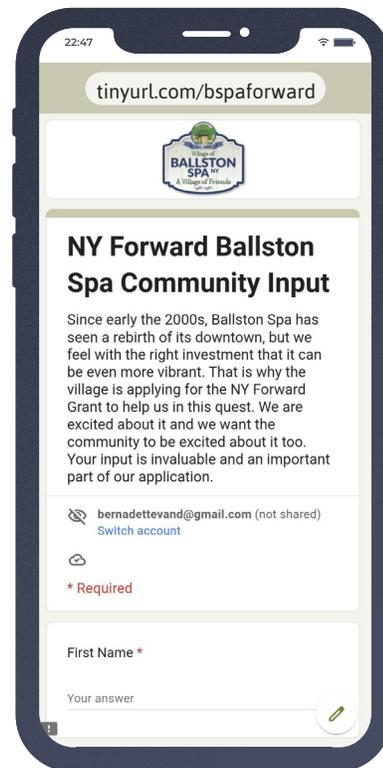 22:47
tinyurl.com/bspaforward
Village of
BALLSTON
SPA NY
A Village of Friends
NY Forward Ballston
Spa Community Input
Since early the 2000s, Ballston Spa has
seen a rebirth of its downtown, but we
feel with the right investment that it can
be even more vibrant. That is why the
village is applying for the NY Forward
Grant to help us in this quest. We are
excited about it and we want the
community to be excited about it too.
Your input is invaluable and an important
part of our application.
bernadettevand@gmail.com (not shared)
Switch account
* Required
First Name *
Your answer
!